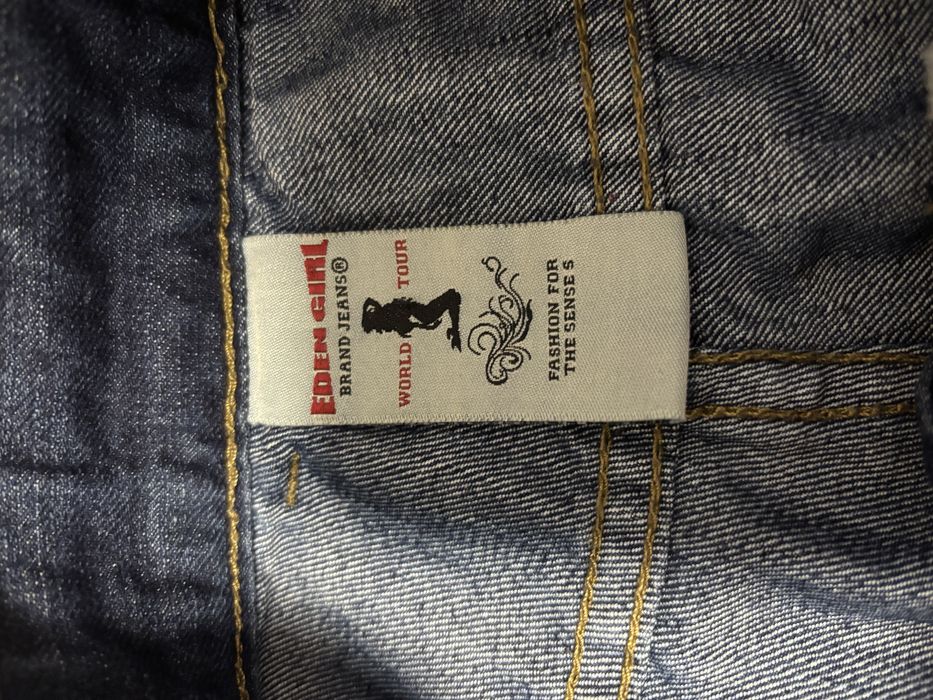 EDEN GIRL
BRAND JEANS®
WORLD TOUR
FASHION FOR
THE SENSE S